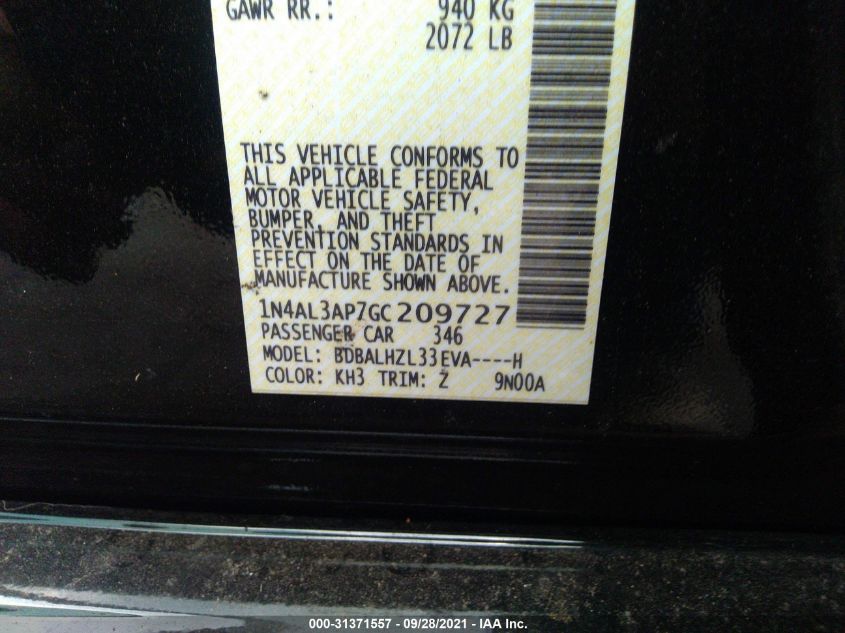 GAWR RR.: 940 KG
2072 LB
THIS VEHICLE CONFORMS TO
ALL APPLICABLE FEDERAL
MOTOR VEHICLE SAFETY,
BUMPER, AND THEFT
PREVENTION STANDARDS IN
EFFECT ON THE DATE OF
MANUFACTURE SHOWN ABOVE.
1N4AL3AP7GC209727
PASSENGER CAR 346
MODEL: BDBALHZL33EVA----H
COLOR: KH3 TRIM: Z 9N00A
000-31371557 - 09/28/2021 - IAA Inc.